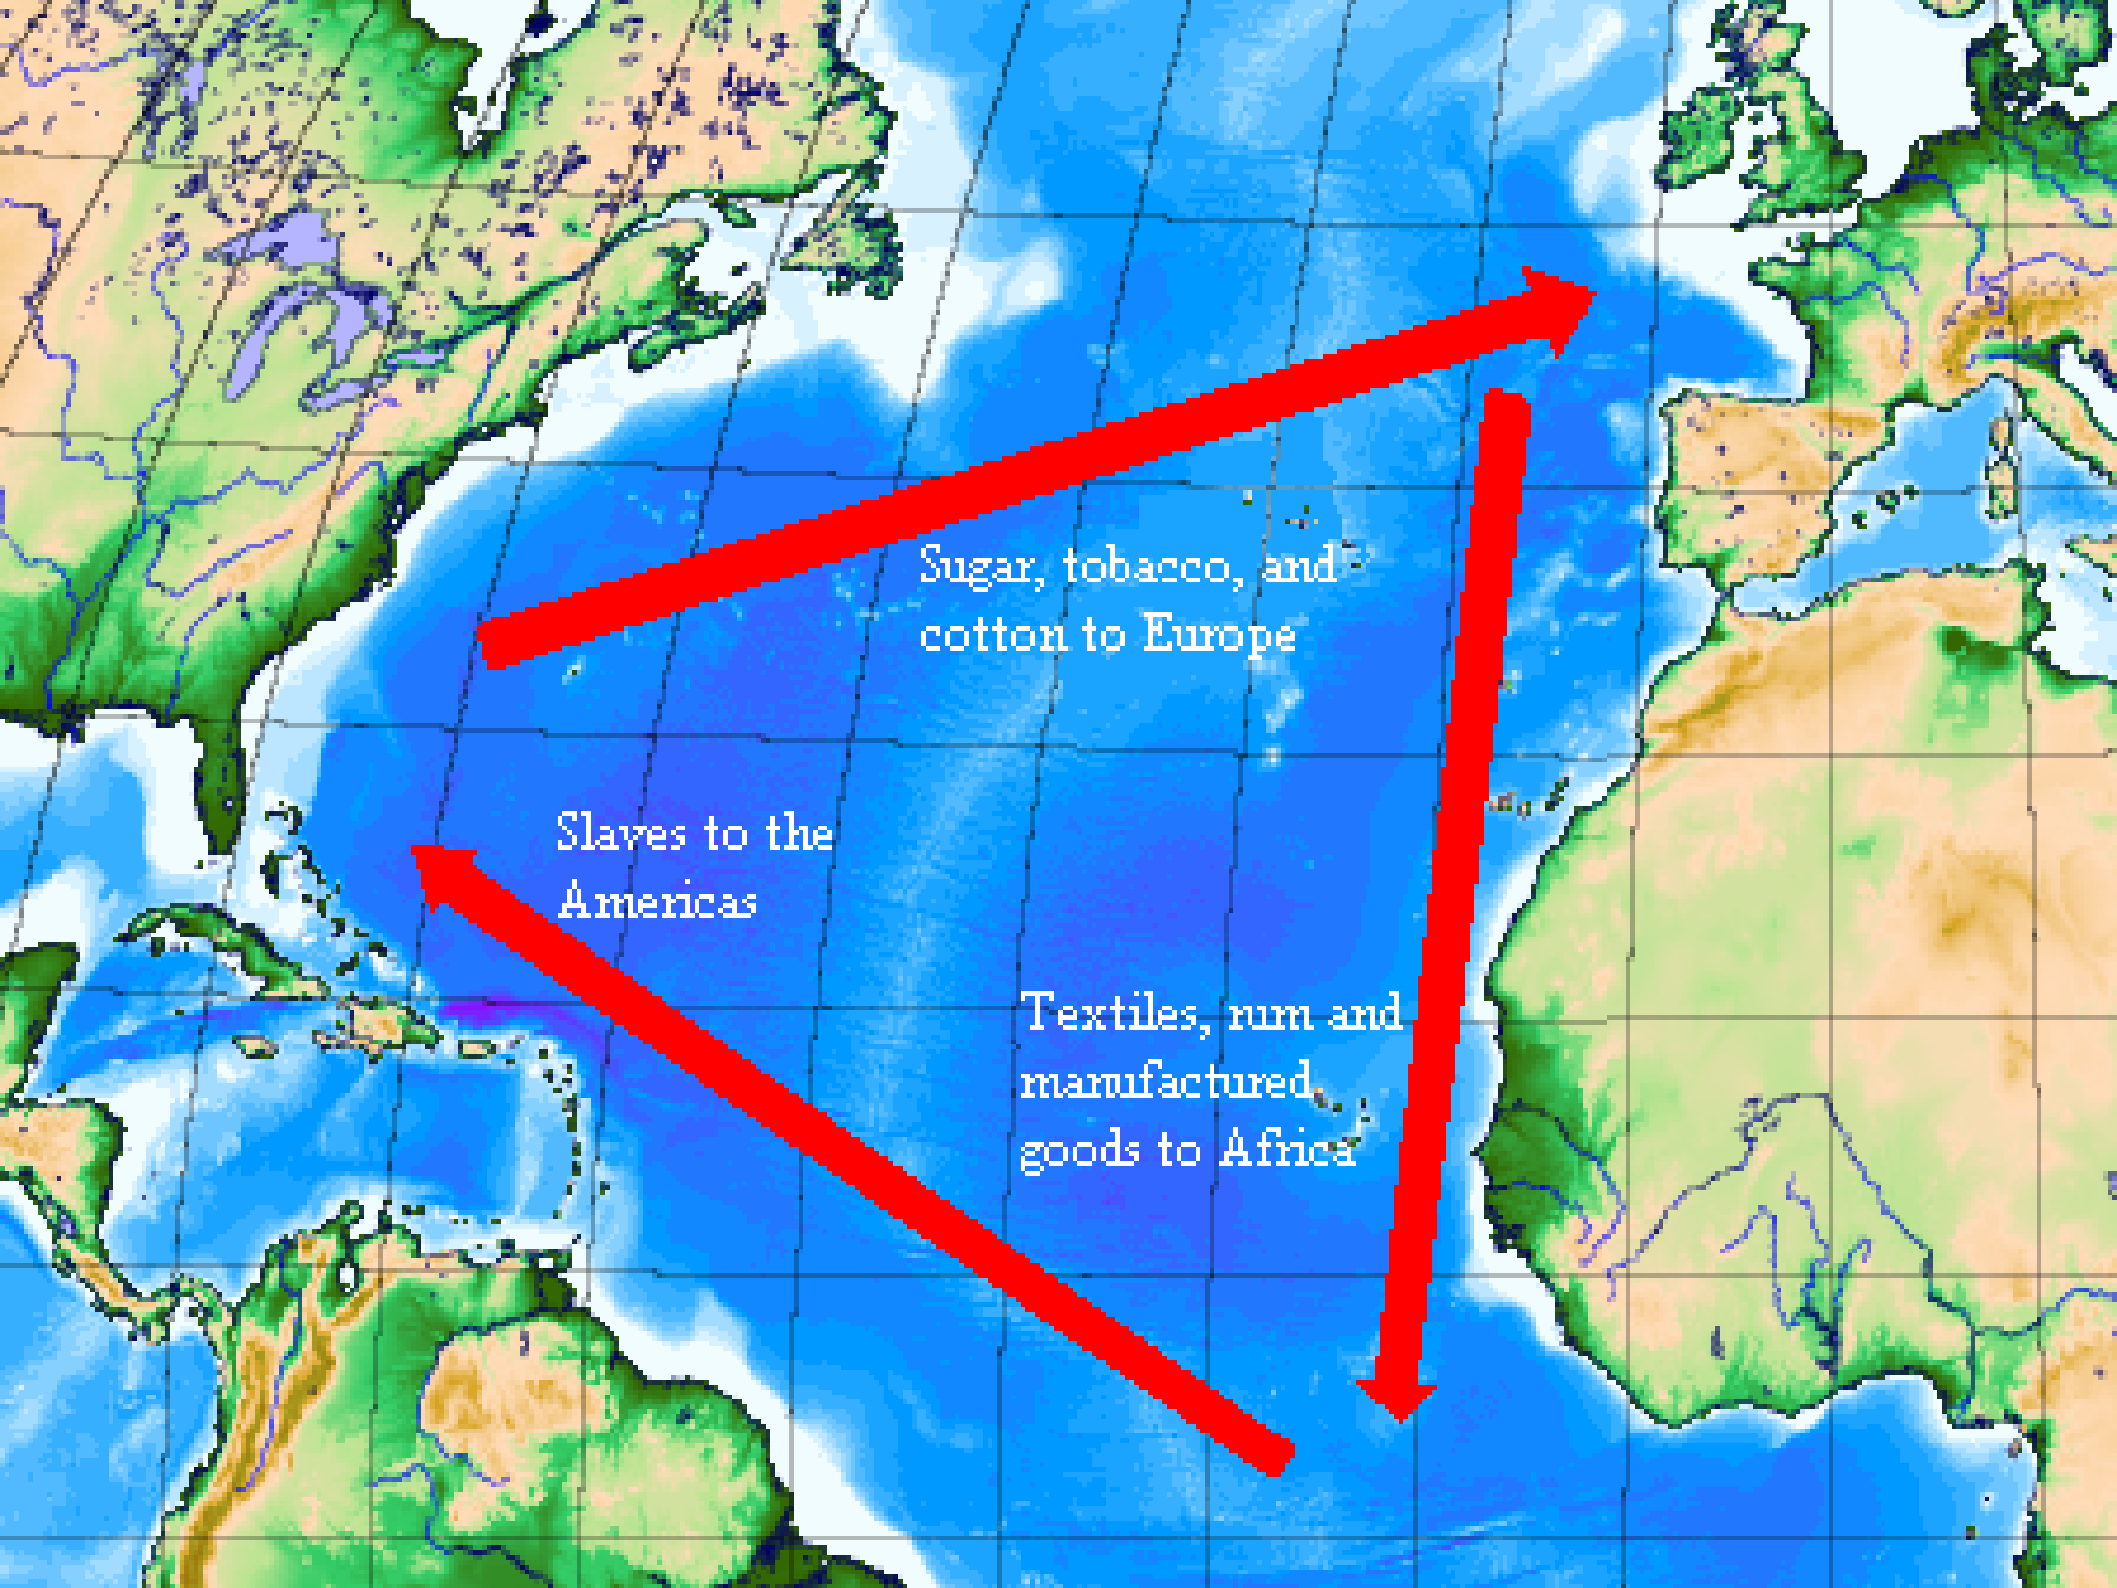 Sugar, tobacco, and
cotton to Europe
Slaves to the
Americas
Textiles, rum and
manufactured
goods to Africa